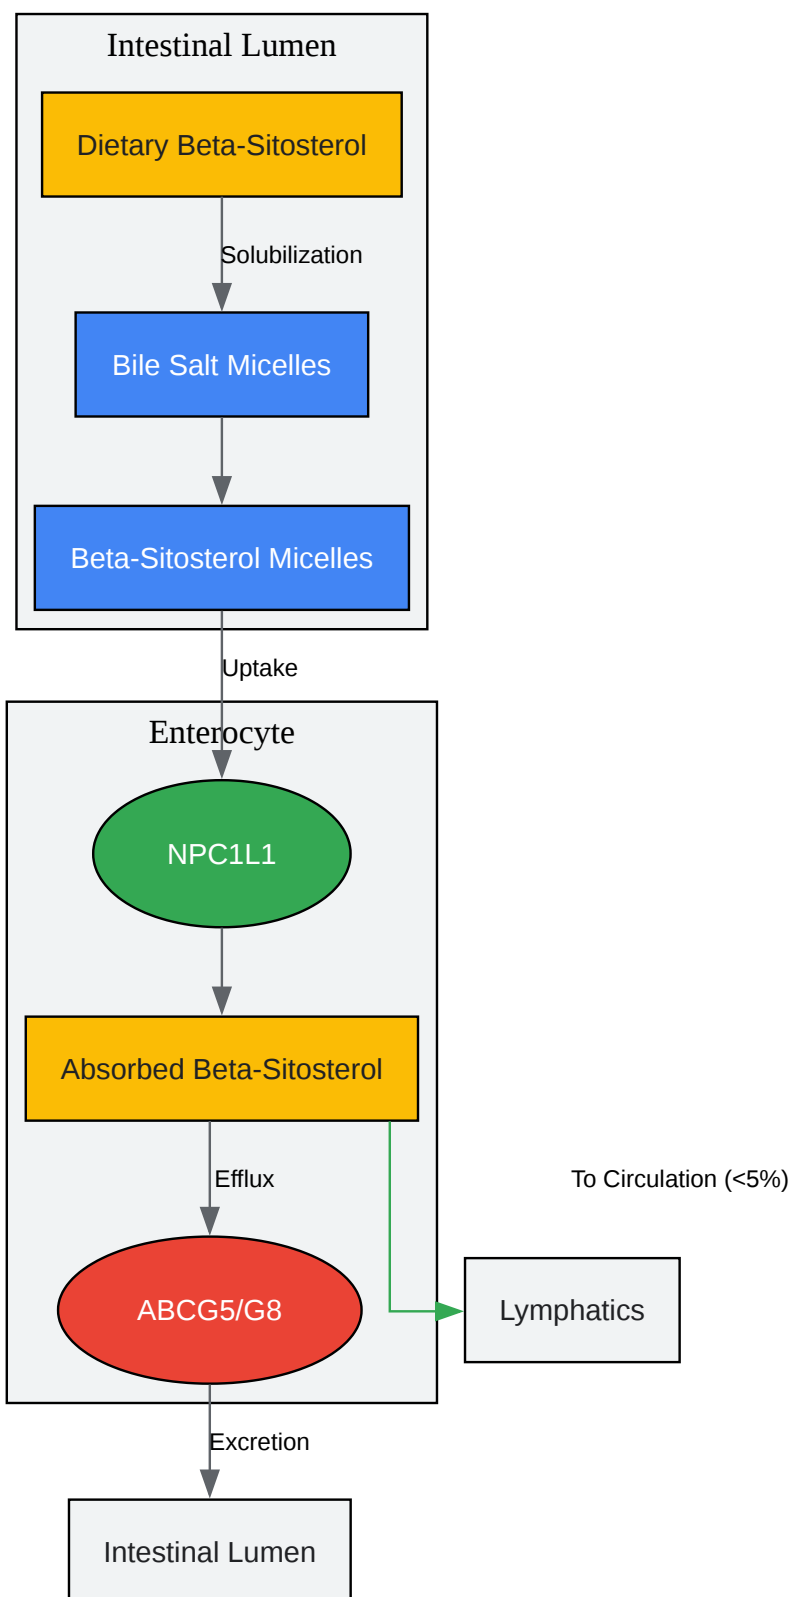 Intestinal Lumen
Dietary Beta-Sitosterol
Solubilization
Bile Salt Micelles
Beta-Sitosterol Micelles
Uptake
Enterocyte
NPC1L1
Absorbed Beta-Sitosterol
Efflux
To Circulation (<5%)
ABCG5/G8
Lymphatics
Excretion
Intestinal Lumen